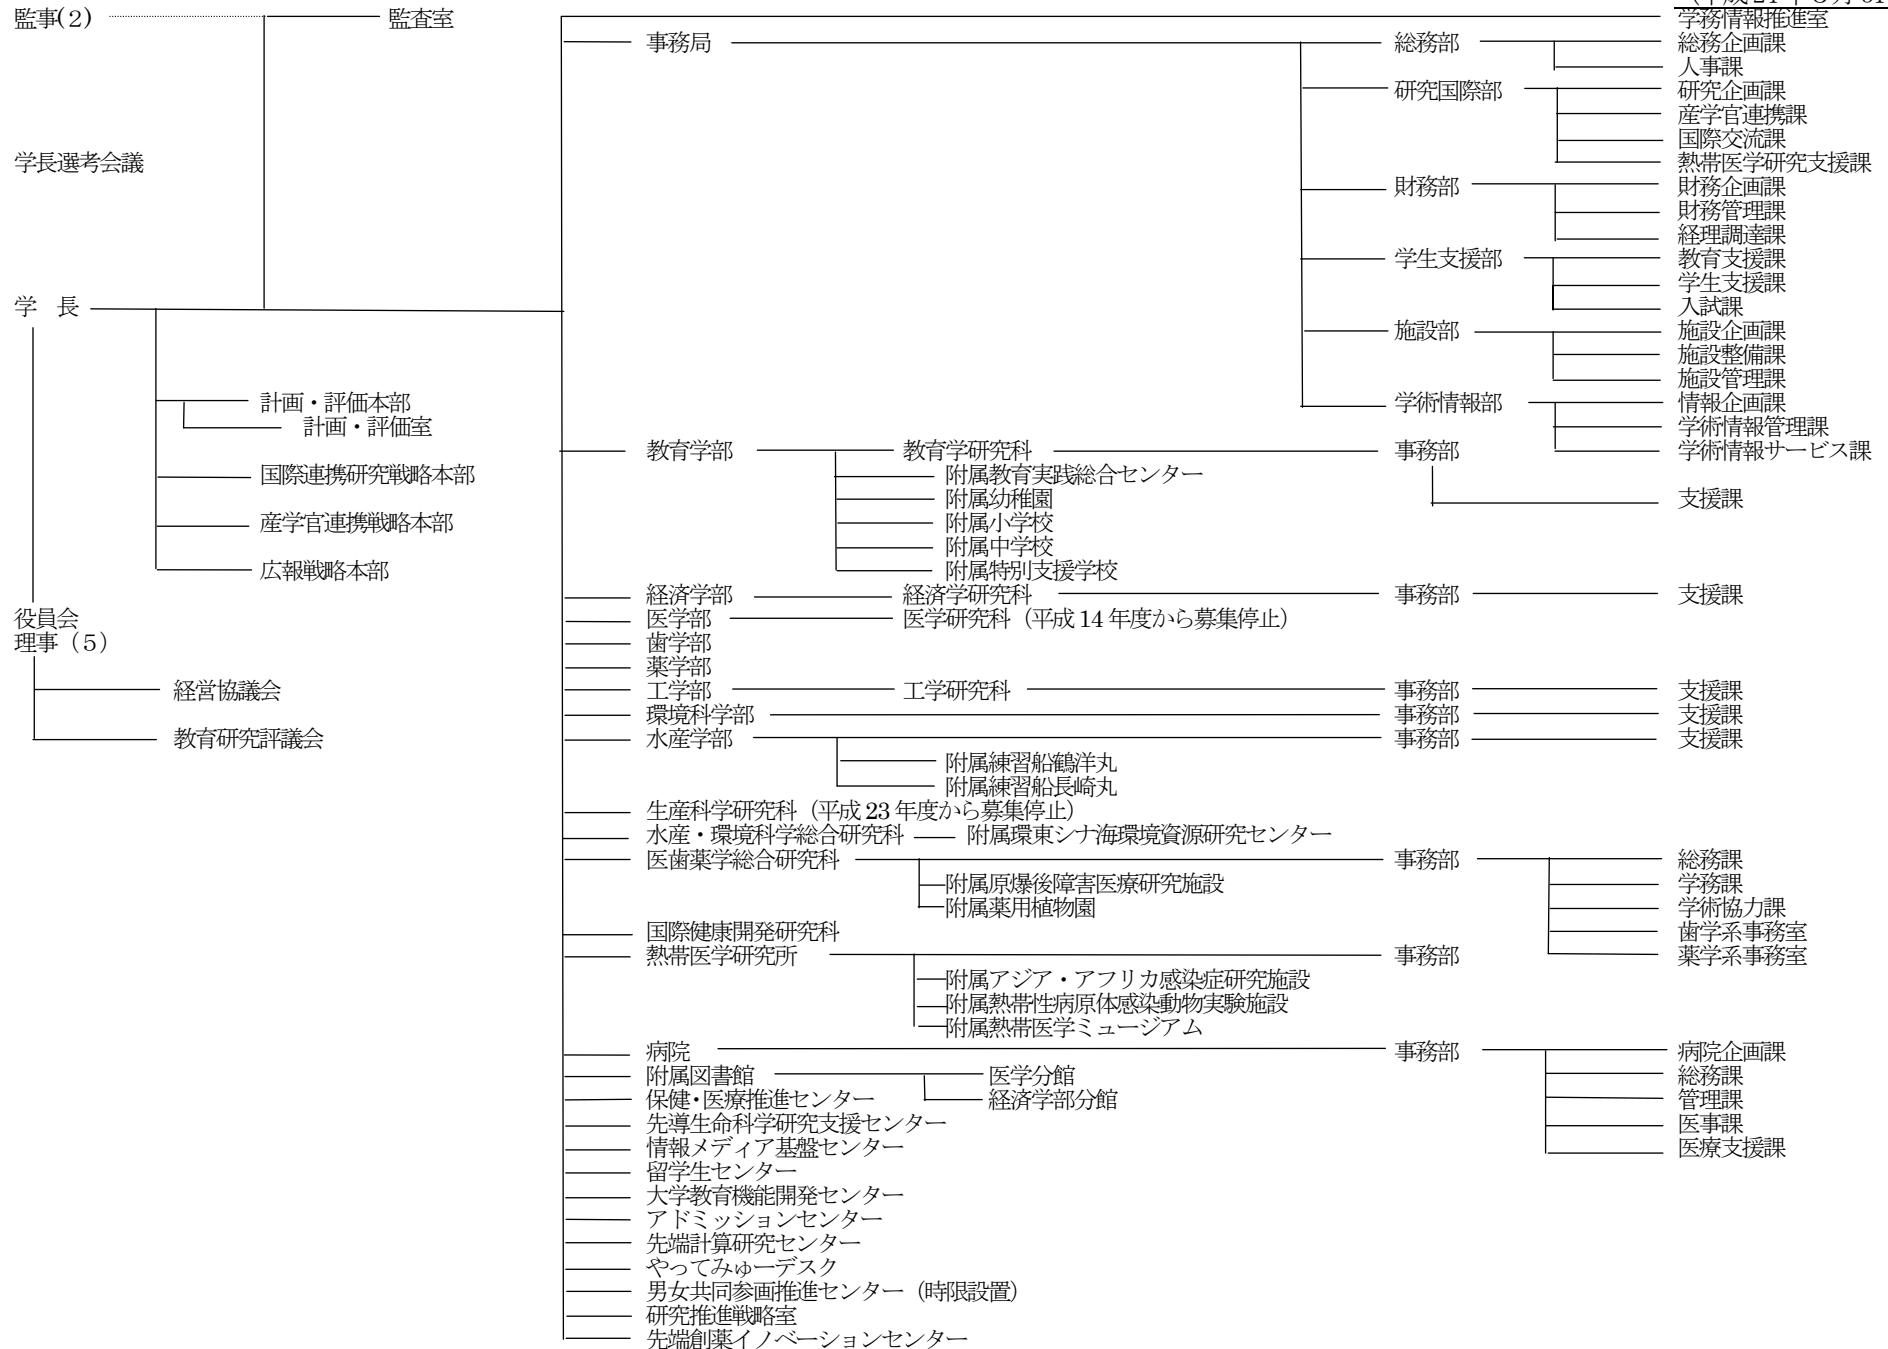 監事(2)
監査室
学務情報推進室
事務局
総務部
総務企画課
人事課
研究国際部
研究企画課
産学官連携課
国際交流課
学長選考会議
熱帯医学研究支援課
財務部
財務企画課
財務管理課
経理調達課
学生支援部
教育支援課
学生支援課
学 長
入試課
施設部
施設企画課
施設整備課
施設管理課
計画・評価本部
計画・評価室
学術情報部
情報企画課
学術情報管理課
学術情報サービス課
教育学部
教育学研究科
事務部
国際連携研究戦略本部
附属教育実践総合センター
附属幼稚園
支援課
産学官連携戦略本部
附属小学校
附属中学校
広報戦略本部
附属特別支援学校
経済学部
経済学研究科
事務部
支援課
役員会
理事（5）
医学部
医学研究科（平成14年度から募集停止）
歯学部
薬学部
経営協議会
工学部
工学研究科
事務部
支援課
環境科学部
事務部
支援課
教育研究評議会
水産学部
事務部
支援課
附属練習船鶴洋丸
附属練習船長崎丸
生産科学研究科（平成23年度から募集停止）
水産・環境科学総合研究科
附属環東シナ海環境資源研究センター
医歯薬学総合研究科
事務部
総務課
附属原爆後障害医療研究施設
学務課
附属薬用植物園
学術協力課
国際健康開発研究科
歯学系事務室
熱帯医学研究所
事務部
薬学系事務室
附属アジア・アフリカ感染症研究施設
附属熱帯性病原体感染動物実験施設
附属熱帯医学ミュージアム
病院
事務部
病院企画課
附属図書館
医学分館
総務課
保健・医療推進センター
経済学部分館
管理課
先導生命科学研究支援センター
医事課
情報メディア基盤センター
医療支援課
留学生センター
大学教育機能開発センター
アドミッションセンター
先端計算研究センター
やってみゅーデスク
男女共同参画推進センター（時限設置）
研究推進戦略室
先端創薬イノベーションセンター